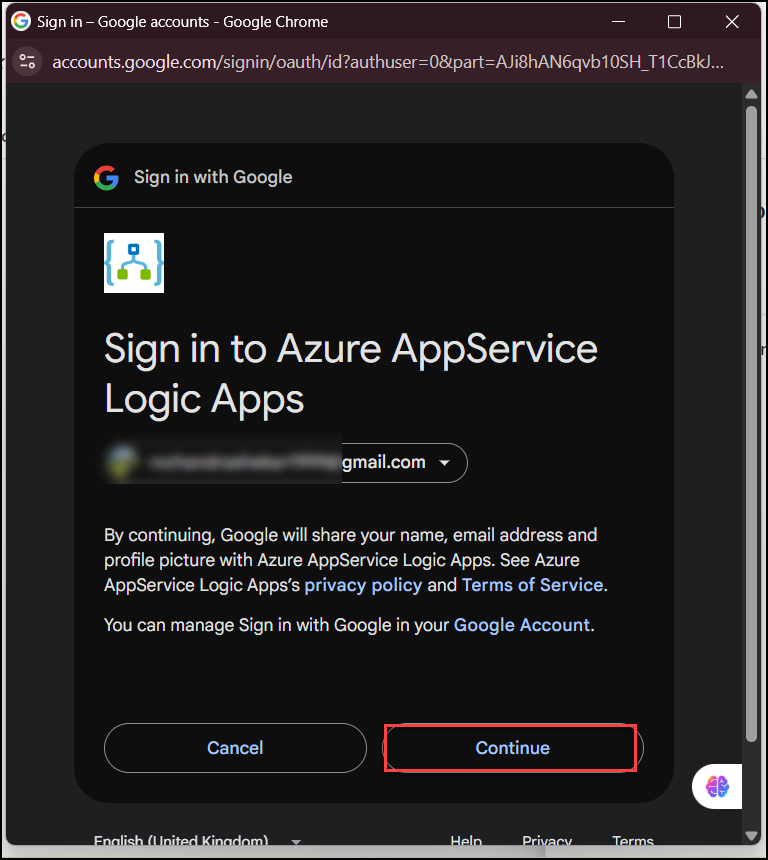 Sign in – Google accounts - Google Chrome
accounts.google.com/signin/oauth/id?authuser=0&part=AJi8hAN6qvb10SH_T1CcBkJ...
Sign in with Google
Sign in to Azure AppService
Logic Apps
gmail.com
By continuing, Google will share your name, email address and
profile picture with Azure AppService Logic Apps. See Azure
AppService Logic Apps's privacy policy and Terms of Service.
You can manage Sign in with Google in your Google Account.
Cancel
Continue
English (United Kingdom)
Help
Privacy
Terms